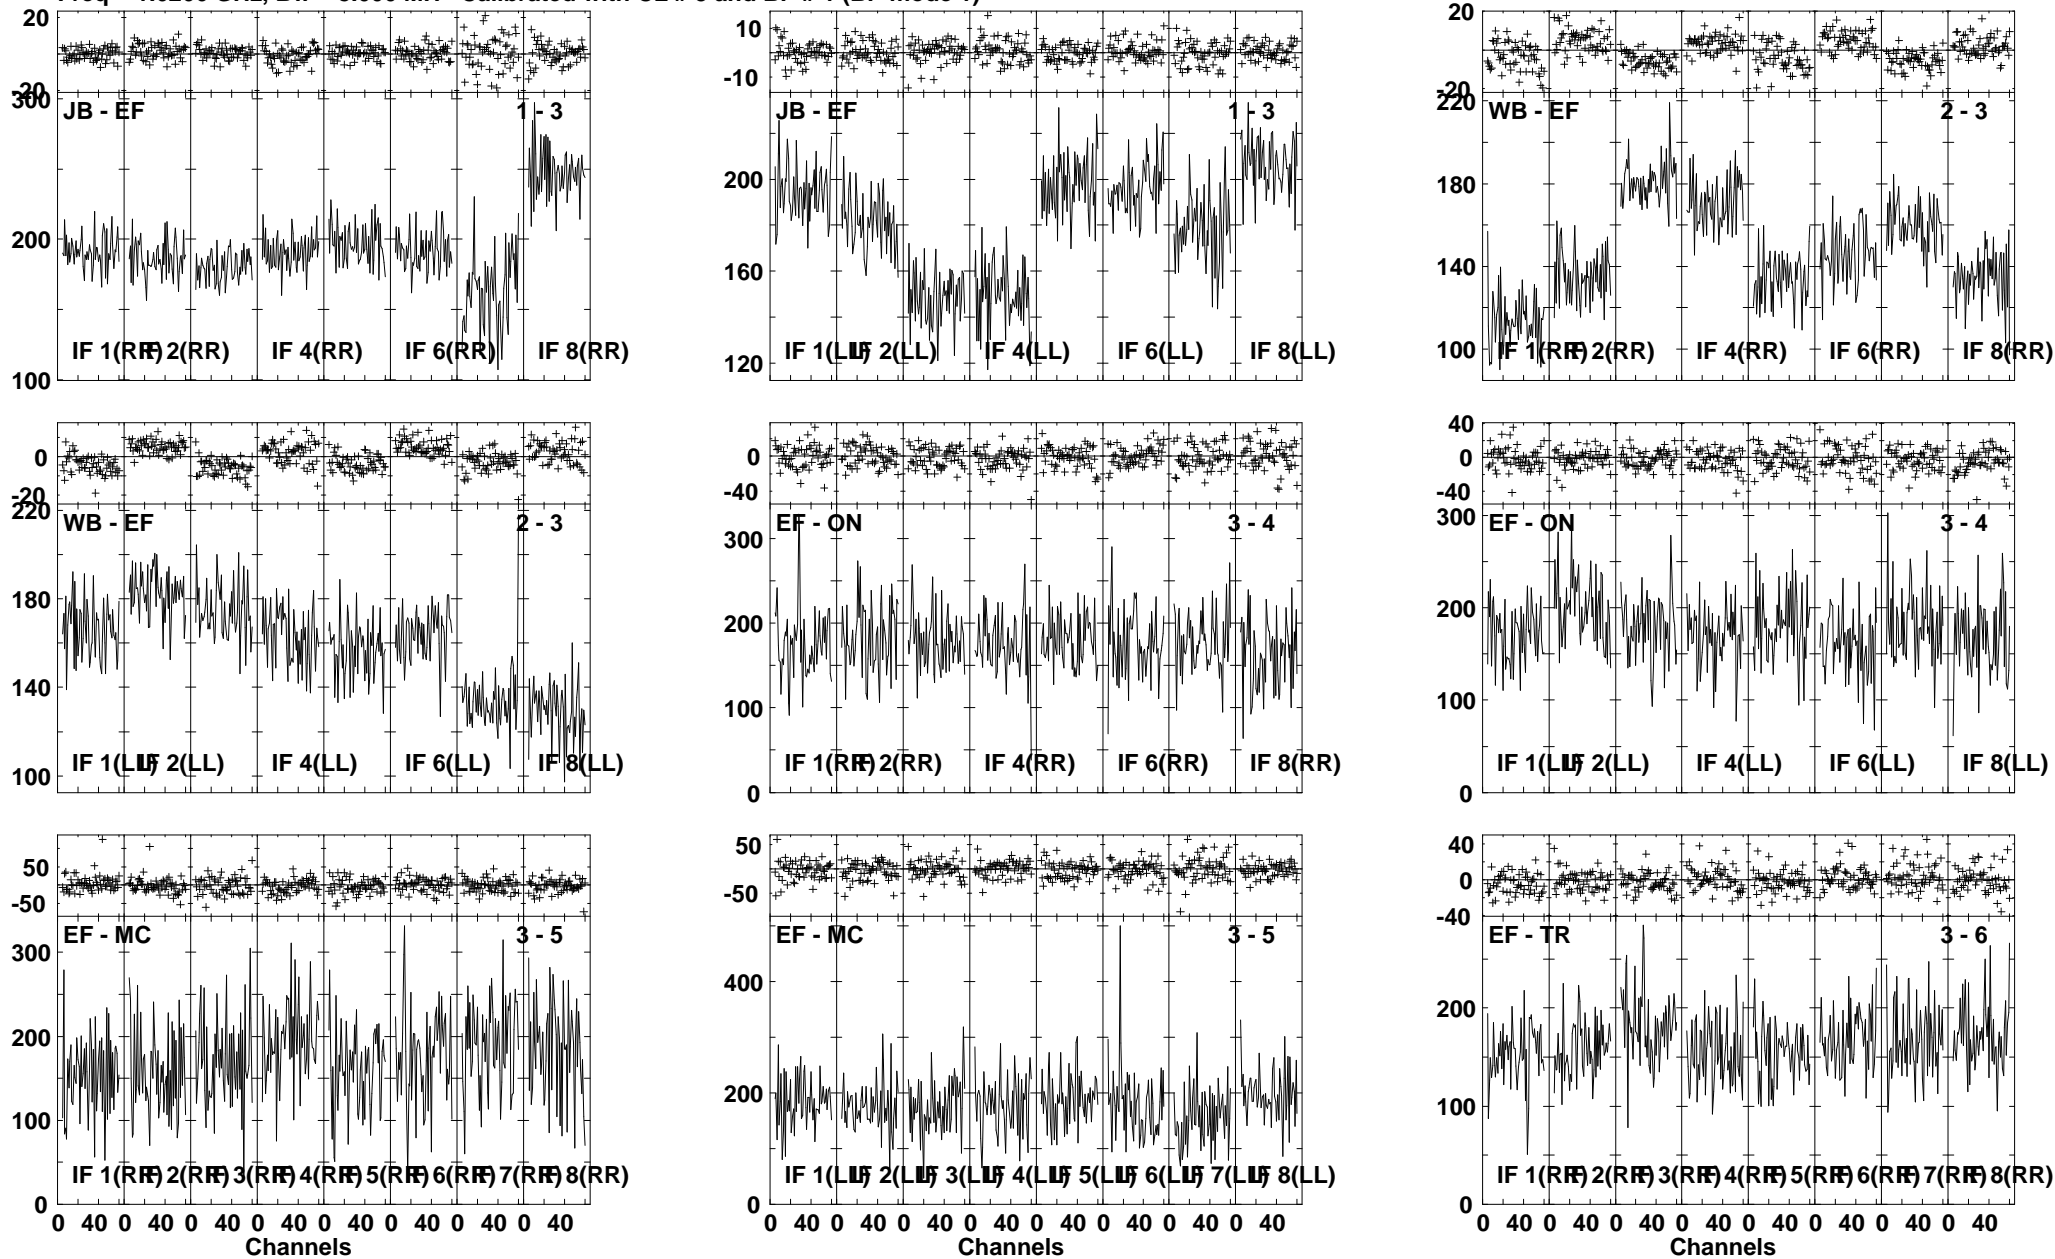 20
20
300
JB - EF
1 - 3
200
IF 1(RR)
IF 2(RR)
IF 4(RR)
IF 6(RR)
IF 8(RR)
100
10
-10
JB - EF
1 - 3
200
160
IF 1(LL)
IF 2(LL)
IF 4(LL)
IF 6(LL)
IF 8(LL)
120
20
-20
220
WB - EF
2 - 3
180
140
100
IF 1(RR)
IF 2(RR)
IF 4(RR)
IF 6(RR)
IF 8(RR)
0
-20
220
WB - EF
2 - 3
180
140
IF 1(LL)
IF 2(LL)
IF 4(LL)
IF 6(LL)
IF 8(LL)
100
0
-40
EF - ON
3 - 4
300
200
100
IF 1(RR)
IF 2(RR)
IF 4(RR)
IF 6(RR)
IF 8(RR)
0
40
0
-40
EF - ON
3 - 4
300
200
100
IF 1(LL)
IF 2(LL)
IF 4(LL)
IF 6(LL)
IF 8(LL)
0
50
-50
EF - MC
3 - 5
300
200
100
IF 1(RR)
IF 2(RR)
IF 3(RR)
IF 4(RR)
IF 5(RR)
IF 6(RR)
IF 7(RR)
IF 8(RR)
0
0 40 0 40 0 40 0 40 0 40 0 40 0 40 0 40
Channels
50
-50
EF - MC
3 - 5
400
200
IF 1(LL)
IF 2(LL)
IF 3(LL)
IF 4(LL)
IF 5(LL)
IF 6(LL)
IF 7(LL)
IF 8(LL)
0
0 40 0 40 0 40 0 40 0 40 0 40 0 40 0 40
Channels
40
0
-40
EF - TR
3 - 6
200
100
IF 1(RR)
IF 2(RR)
IF 3(RR)
IF 4(RR)
IF 5(RR)
IF 6(RR)
IF 7(RR)
IF 8(RR)
0
0 40 0 40 0 40 0 40 0 40 0 40 0 40 0 40
Channels